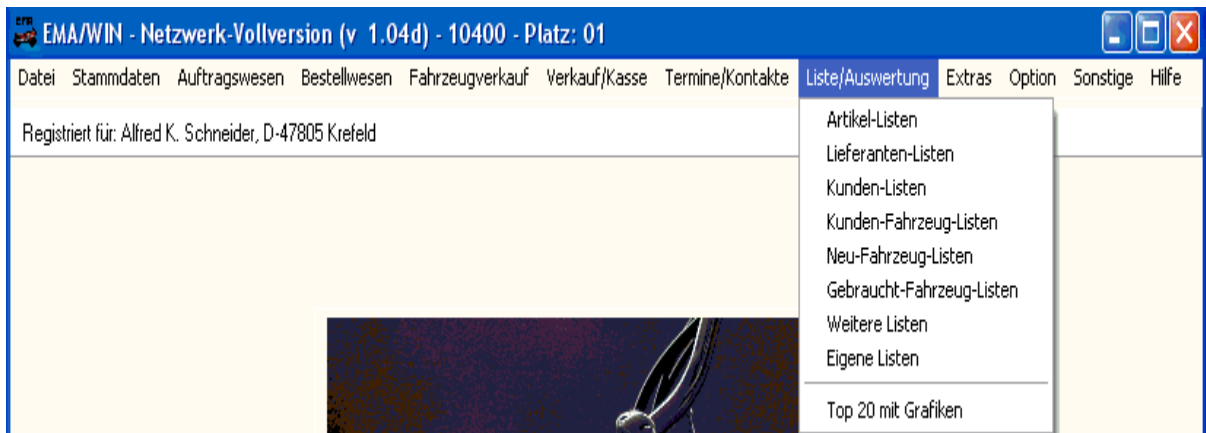 EMA/WIN - Netzwerk-Vollversion (v 1.04d) - 10400 - Platz: 01
Datei Stammdaten Auftragswesen Bestellwesen Fahrzeugverkauf Verkauf/Kasse Termine/Kontakte Liste/Auswertung Extras Option Sonstige Hilfe
Registriert für: Alfred K. Schneider, D-47805 Krefeld
Artikel-Listen
Lieferanten-Listen
Kunden-Listen
Kunden-Fahrzeug-Listen
Neu-Fahrzeug-Listen
Gebraucht-Fahrzeug-Listen
Weitere Listen
Eigene Listen
Top 20 mit Grafiken